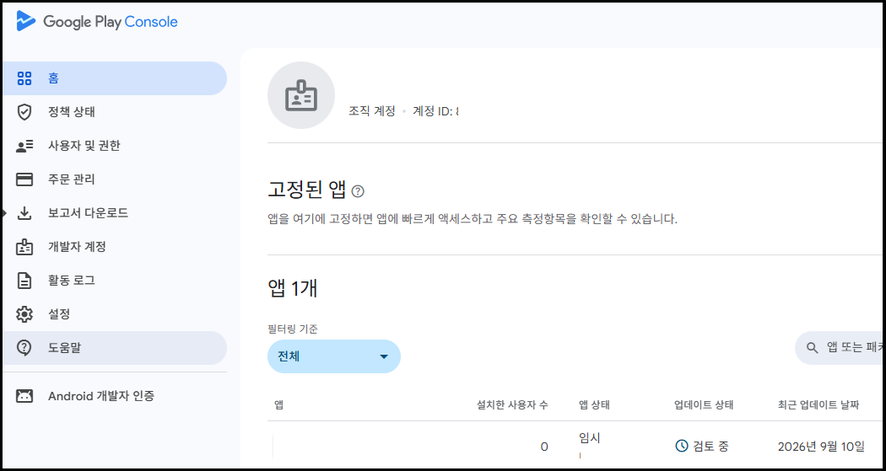 Google Play Console
홈
정책 상태
사용자 및 권한
주문 관리
보고서 다운로드
개발자 계정
활동 로그
설정
도움말
Android 개발자 인증
조직 계정 · 계정 ID:
고정된 앱
앱을 여기에 고정하면 앱에 빠르게 액세스하고 주요 측정항목을 확인할 수 있습니다.
앱 1개
필터링 기준
전체
앱 또는
앱 설치한 사용자 수 앱 상태 업데이트 상태 최근 업데이트 날짜
0 임시 검토 중 2026년 9월 10일